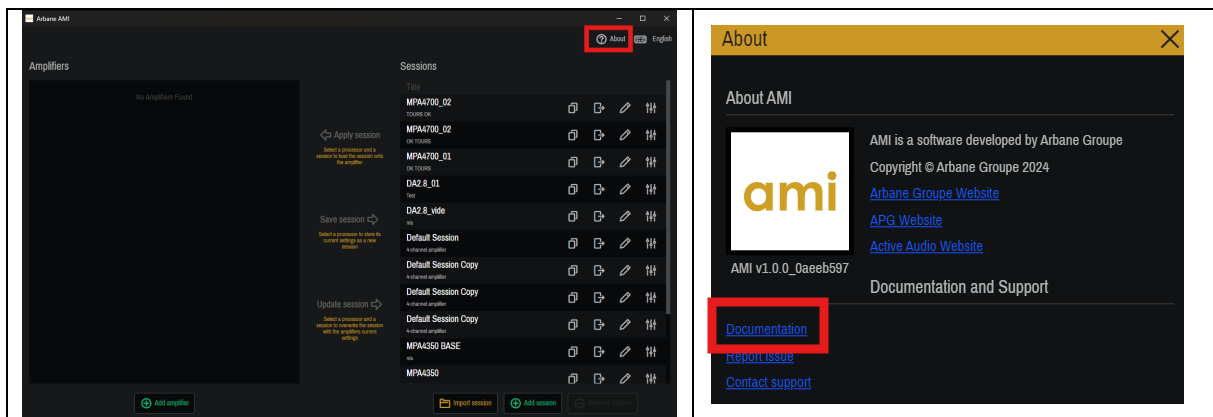 Arbane AMI
About
English
Amplifiers
Sessions
Title
No Amplifiers Found
MPA4700_02
TOURS OK
MPA4700_02
OK TOURS
Apply session
Select a processor and a
session to load the session onto
the amplifier
MPA4700_01
OK TOURS
DA2.8_01
Test
DA2.8_vide
n/a
Save session
Select a processor to store its
current settings as a new
session
Default Session
4-channel amplifier
Default Session Copy
4-channel amplifier
Default Session Copy
4-channel amplifier
Update session
Select a processor and a
session to overwrite the session
with the amplifiers current
settings
Default Session Copy
4-channel amplifier
MPA4350 BASE
n/a
MPA4350
Add amplifier
Import session
Add session
About
About AMI
ami
AMI v1.0.0_0aeeb597
AMI is a software developed by Arbane Groupe
Copyright © Arbane Groupe 2024
Arbane Groupe Website
APG Website
Active Audio Website
Documentation and Support
Documentation
Report Issue
Contact support